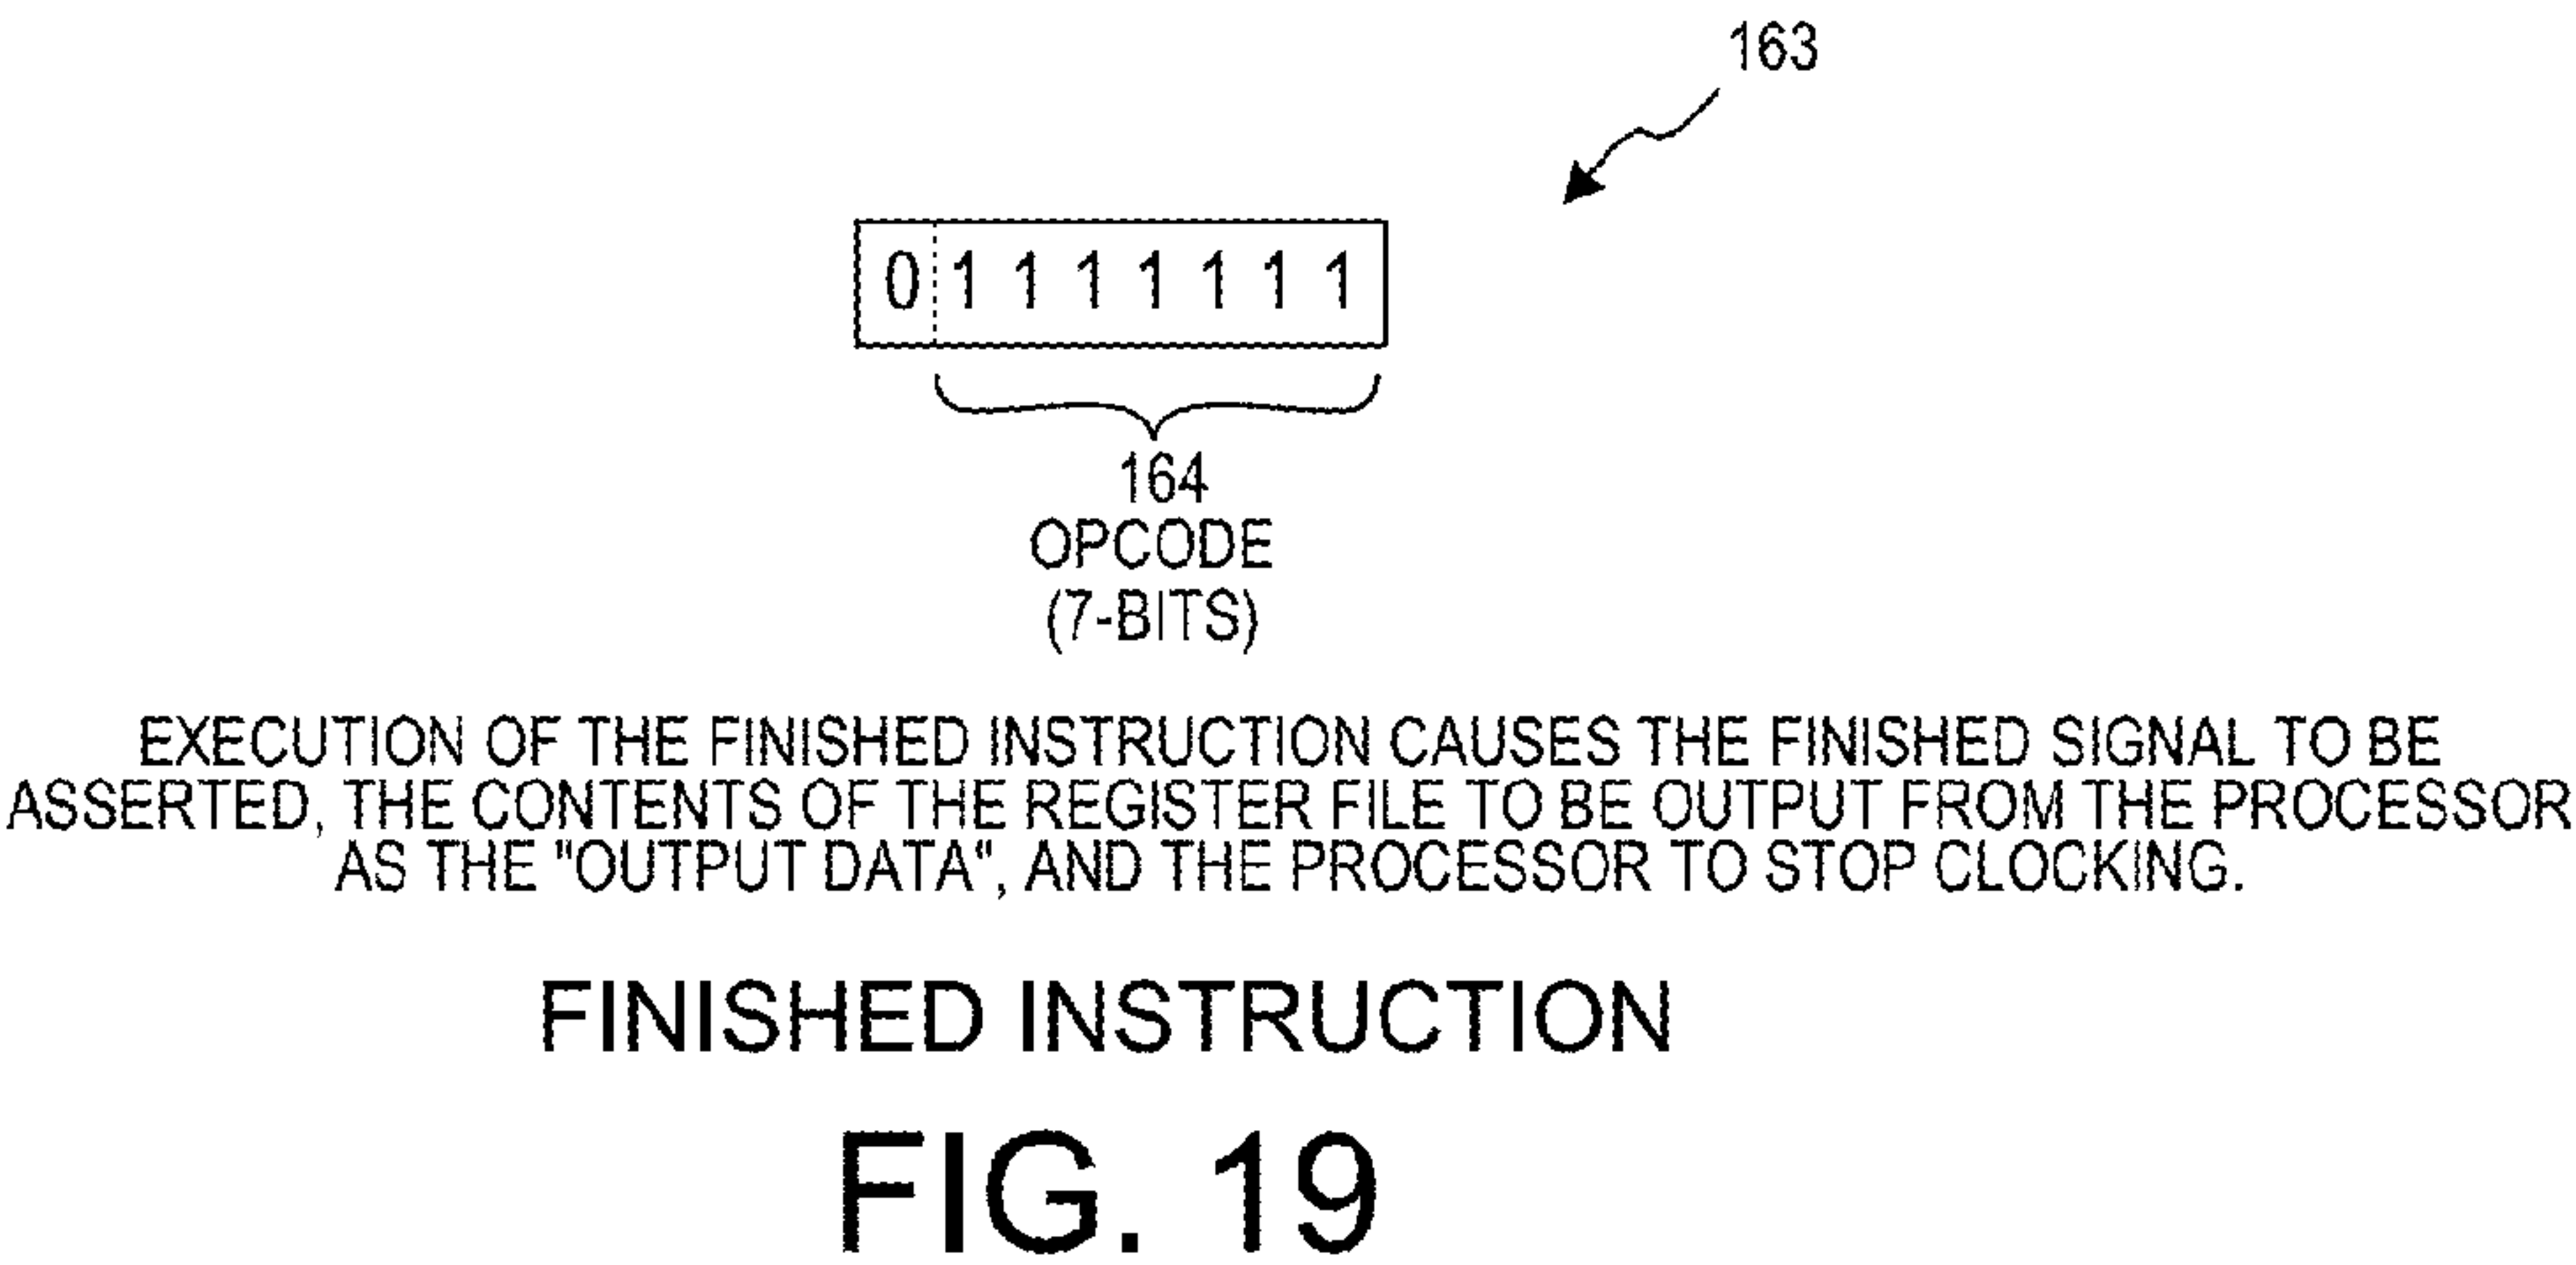 163
0 1 1 1 1 1 1 1
164
OPCODE
(7-BITS)
EXECUTION OF THE FINISHED INSTRUCTION CAUSES THE FINISHED SIGNAL TO BE
ASSERTED, THE CONTENTS OF THE REGISTER FILE TO BE OUTPUT FROM THE PROCESSOR
AS THE "OUTPUT DATA", AND THE PROCESSOR TO STOP CLOCKING.
FINISHED INSTRUCTION
FIG. 19